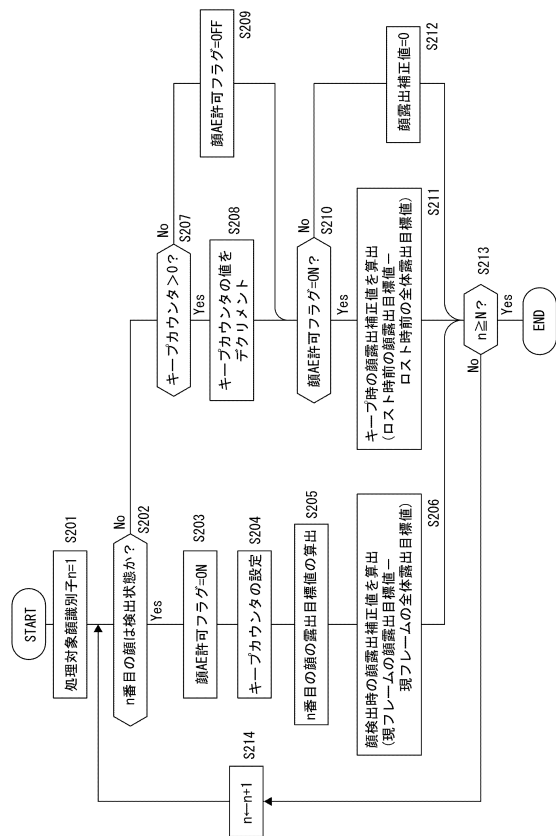 START
処理対象顔識別子n=1
S201
n番目の顔は検出状態か?
S202
No
Yes
顔AE許可フラグ=ON
S203
キープカウンタの設定
S204
n番目の顔の露出目標値の算出
S205
顔検出時の顔露出補正値を算出
(現フレームの顔露出目標値ー
現フレームの全体露出目標値)
S206
キープカウンタ>0?
S207
No
Yes
キープカウンタの値を
デクリメント
S208
顔AE許可フラグ=OFF
S209
顔AE許可フラグ=ON?
S210
No
Yes
キープ時の顔露出補正値を算出
(ロスト時前の顔露出目標値ー
ロスト時前の全体露出目標値)
S211
顔露出補正値=0
S212
n≧N?
S213
No
Yes
n←n+1
S214
END